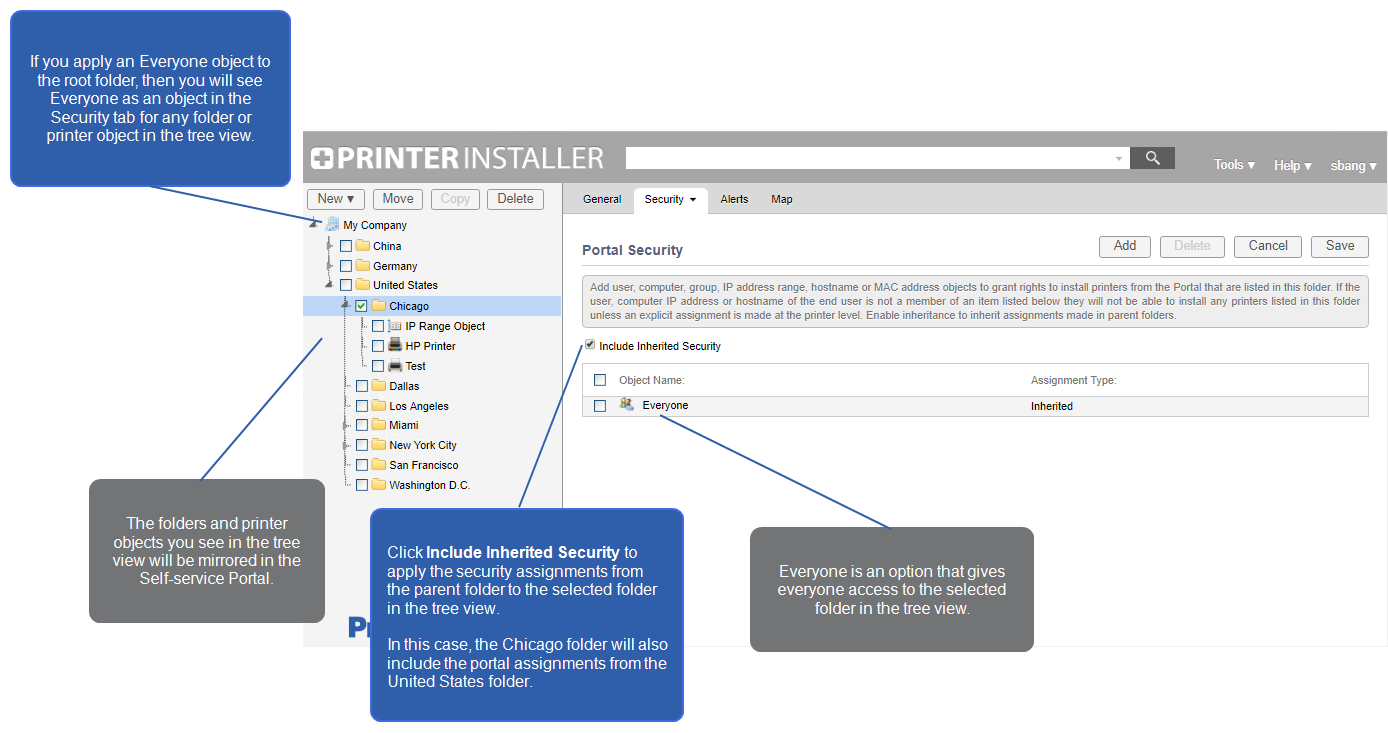 If you apply an Everyone object to
the root folder, then you will see
Everyone as an object in the
Security tab for any folder or
printer object in the tree view.
PRINTERINSTALLER
Tools ▾ Help ▾ sbang ▾
New ▾ Move Copy Delete
General Security ▾ Alerts Map
My Company
China
Germany
United States
Chicago
IP Range Object
HP Printer
Test
Dallas
Los Angeles
Miami
New York City
San Francisco
Washington D.C.
Portal Security
Add Delete Cancel Save
Add user, computer, group, IP address range, hostname or MAC address objects to grant rights to install printers from the Portal that are listed in this folder. If the
user, computer IP address or hostname of the end user is not a member of an item listed below they will not be able to install any printers listed in this folder
unless an explicit assignment is made at the printer level. Enable inheritance to inherit assignments made in parent folders.
Include Inherited Security
Object Name: Assignment Type:
Everyone Inherited
The folders and printer
objects you see in the tree
view will be mirrored in the
Self-service Portal.
Click Include Inherited Security to
apply the security assignments from
the parent folder to the selected folder
in the tree view.
In this case, the Chicago folder will also
include the portal assignments from the
United States folder.
Everyone is an option that gives
everyone access to the selected
folder in the tree view.